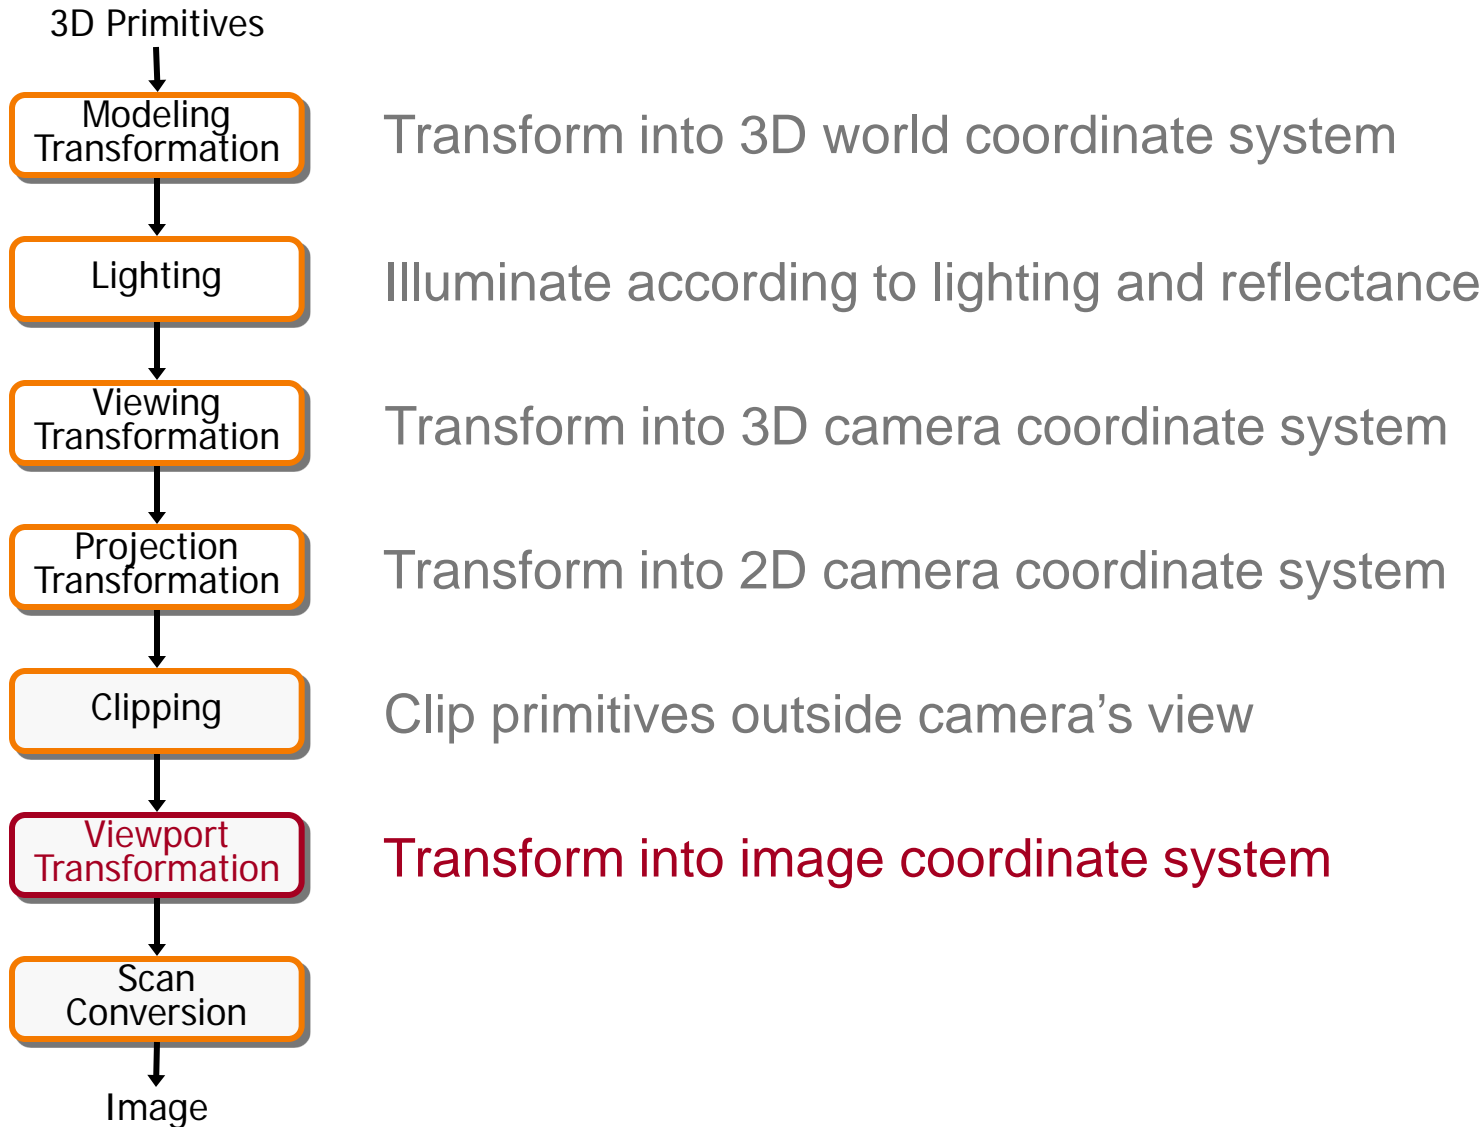 3D Primitives
Modeling
Transformation
Transform into 3D world coordinate system
Lighting
Illuminate according to lighting and reflectance
Viewing
Transformation
Transform into 3D camera coordinate system
Projection
Transformation
Transform into 2D camera coordinate system
Clipping
Clip primitives outside camera’s view
Viewport
Transformation
Transform into image coordinate system
Scan
Conversion
Image